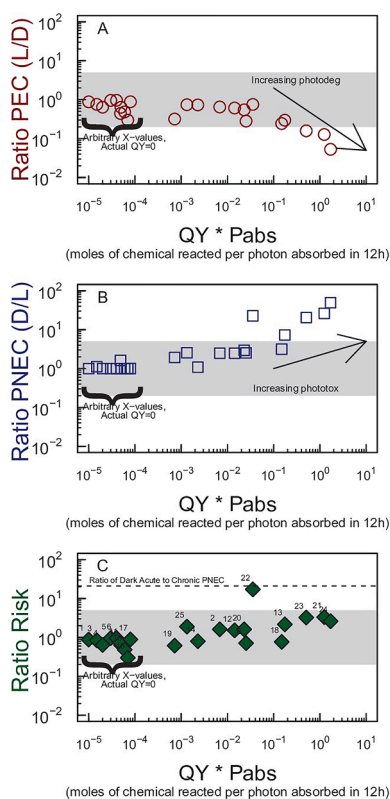 A
Ratio PEC (L/D)
10² 10¹ 10⁰ 10⁻¹ 10⁻²
Increasing photodeg
Arbitrary X−values,
Actual QY=0
10⁻⁵ 10⁻⁴ 10⁻³ 10⁻² 10⁻¹ 10⁰ 10¹
QY * Pabs
(moles of chemical reacted per photon absorbed in 12h)
B
Ratio PNEC (D/L)
10² 10¹ 10⁰ 10⁻¹ 10⁻²
Increasing phototox
Arbitrary X−values,
Actual QY=0
10⁻⁵ 10⁻⁴ 10⁻³ 10⁻² 10⁻¹ 10⁰ 10¹
QY * Pabs
(moles of chemical reacted per photon absorbed in 12h)
C
Ratio Risk
10² 10¹ 10⁰ 10⁻¹ 10⁻²
22
Ratio of Dark Acute to Chronic PNEC
3 56 17 19 25 2 1220 18 13 23 21
Arbitrary X−values,
Actual QY=0
10⁻⁵ 10⁻⁴ 10⁻³ 10⁻² 10⁻¹ 10⁰ 10¹
QY * Pabs
(moles of chemical reacted per photon absorbed in 12h)